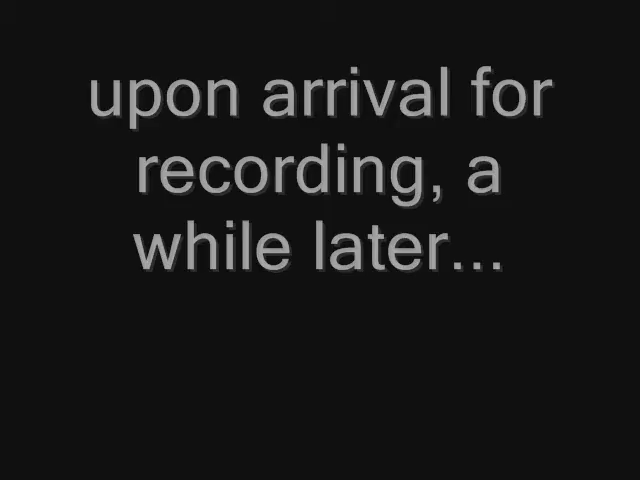 upon arrival for
recording, a
while later...